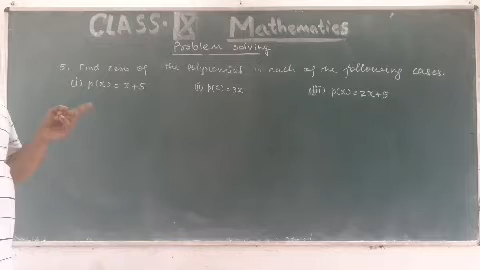 CLASS-IX Mathematics
Problem solving
5. Find zero of the polynomial in each of the following cases.
(i) p(x) = x+5 (ii) p(x) = 3x (iii) p(x) = 2x+5